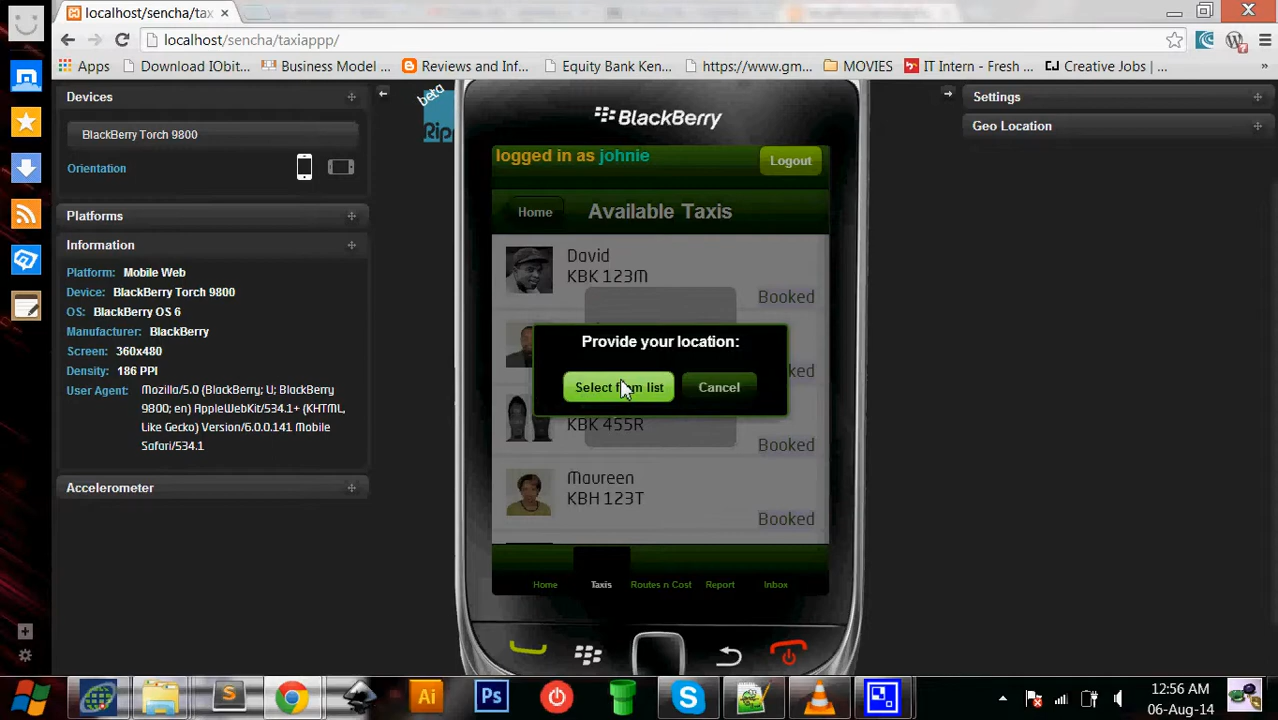 localhost/sencha/tax
localhost/sencha/taxiappp/
Apps
Download IObit...
Business Model ...
Reviews and Inf...
Equity Bank Ken...
https://www.gm...
MOVIES
IT Intern - Fresh ...
Creative Jobs | ...
»
Devices
BlackBerry Torch 9800
Orientation
Platforms
Information
Platform: Mobile Web
Device: BlackBerry Torch 9800
OS: BlackBerry OS 6
Manufacturer: BlackBerry
Screen: 360x480
Density: 186 PPI
User Agent: Mozilla/5.0 (BlackBerry; U; BlackBerry
9800; en) AppleWebKit/534.1+ (KHTML,
Like Gecko) Version/6.0.0.141 Mobile
Safari/534.1
Accelerometer
beta
BlackBerry
logged in as johnie
Logout
Home
Available Taxis
David
KBK 123M
Booked
Provide your location:
Select from list
Cancel
KBK 455R
Booked
Maureen
KBH 123T
Booked
Home
Taxis
Routes n Cost
Report
Inbox
Settings
Geo Location
Ai
Ps
12:56 AM
06-Aug-14